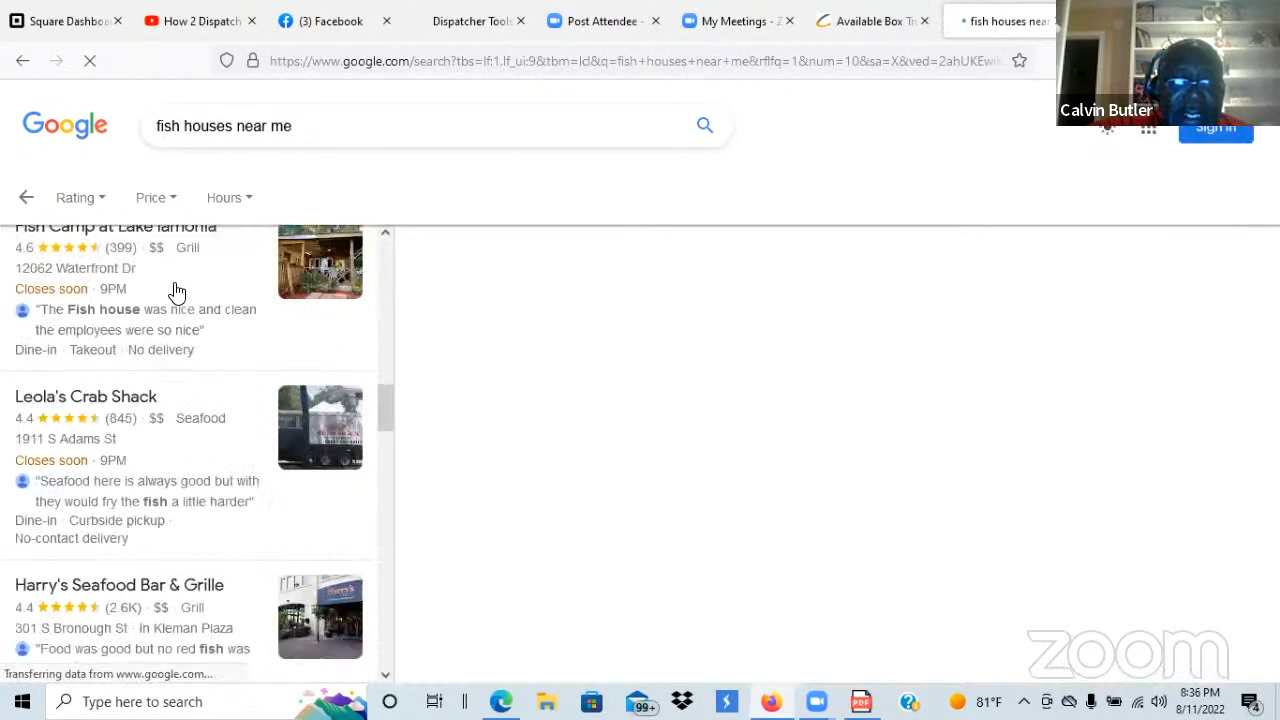 Square Dashboa
How 2 Dispatch
(3) Facebook
Dispatcher Tools
Post Attendee -
My Meetings - Z
Available Box Tru
fish houses near
https://www.google.com/search?tbs=lf:1.lf_ui:9&tbm=lcl&q=fish+houses+near+me&rflfq=1&num=10&sa=X&ved=2ahUKEwik
Calvin Butler
Google
fish houses near me
Sign in
Rating
Price
Hours
Fish Camp at Lake Iamonia
4.6 (399) · $$ Grill
12062 Waterfront Dr
Closes soon · 9PM
"The Fish house was nice and clean
the employees were so nice"
Dine-in · Takeout · No delivery
Leola's Crab Shack
4.4 (845) · $$ Seafood
1911 S Adams St
Closes soon · 9PM
"Seafood here is always good but with
they would fry the fish a little harder"
Dine-in · Curbside pickup ·
No-contact delivery
Harry's Seafood Bar & Grille
4.4 (2.6K) · $$ · Grill
301 S Bronough St · In Kleman Plaza
"Food was good but no red fish was
Transferring data from www.google.com...
zoom
Type here to search
99+
PDF
81°F
8:36 PM
8/11/2022
4